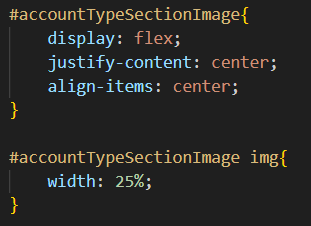 #accountTypeSectionImage{
    display: flex;
    justify-content: center;
    align-items: center;
}

#accountTypeSectionImage img{
    width: 25%;
}